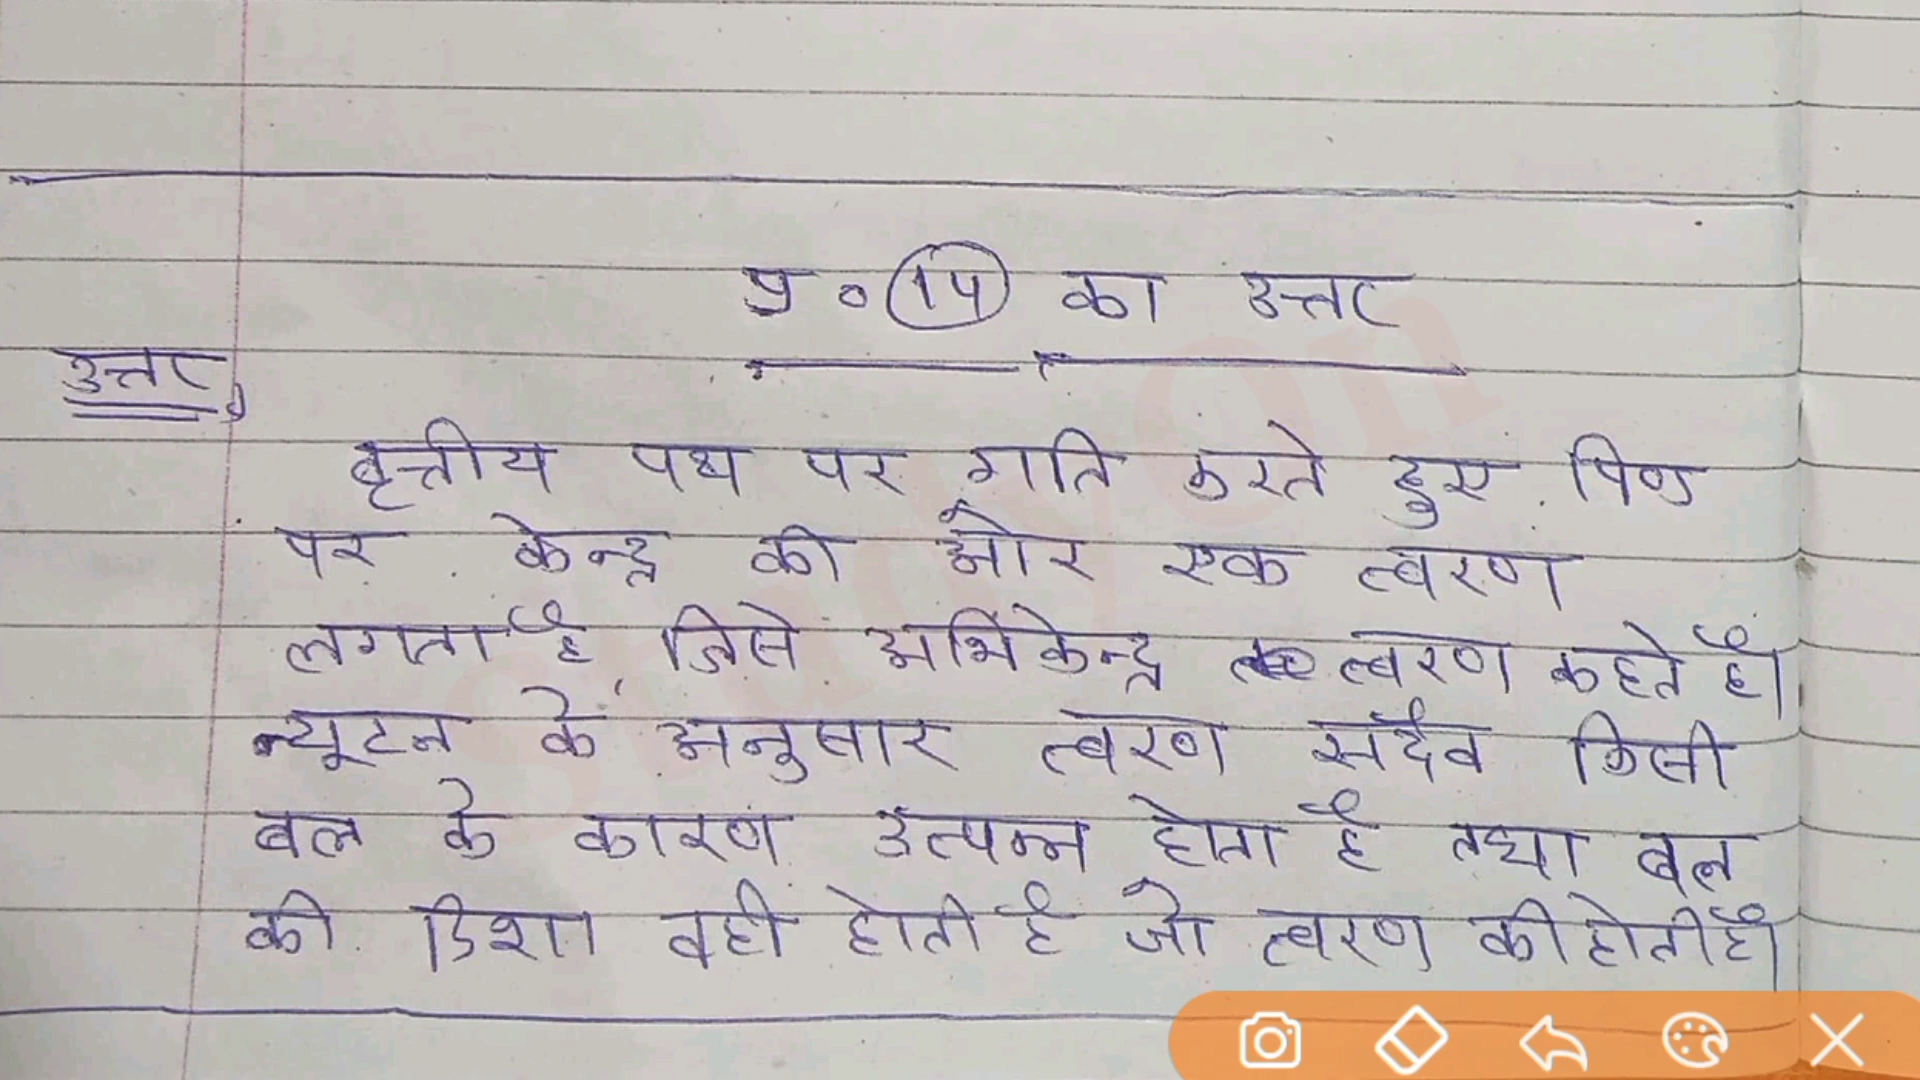 प्र० 14 का उत्तर
उत्तर,
वृत्तीय पथ पर गति करते हुए पिण्ड
पर केन्द्र की ओर एक त्वरण
लगता है, जिसे अभिकेन्द्र त्वरण कहते है।
न्यूटन के अनुसार त्वरण सदैव किसी
बल के कारण उत्पन्न होता है तथा बल
की दिशा वही होती है जो त्वरण की होती है।